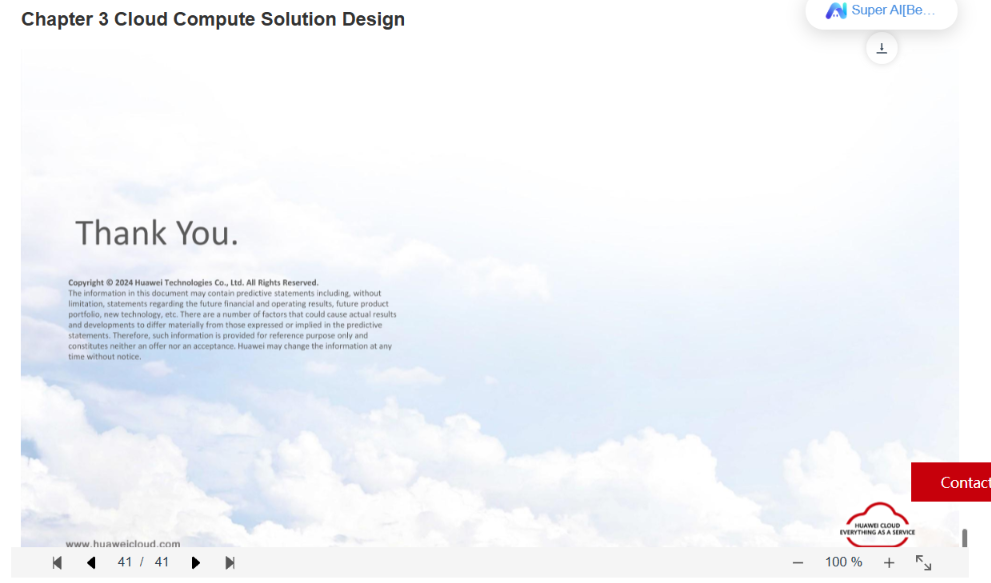 Chapter 3 Cloud Compute Solution Design
Super AI[Be...
Thank You.
Copyright © 2024 Huawei Technologies Co., Ltd. All Rights Reserved.
The information in this document may contain predictive statements including, without
limitation, statements regarding the future financial and operating results, future product
portfolio, new technology, etc. There are a number of factors that could cause actual results
and developments to differ materially from those expressed or implied in the predictive
statements. Therefore, such information is provided for reference purpose only and
constitutes neither an offer nor an acceptance. Huawei may change the information at any
time without notice.
Contact
HUAWEI CLOUD
EVERYTHING AS A SERVICE
www.huaweicloud.com
41 / 41
100 %